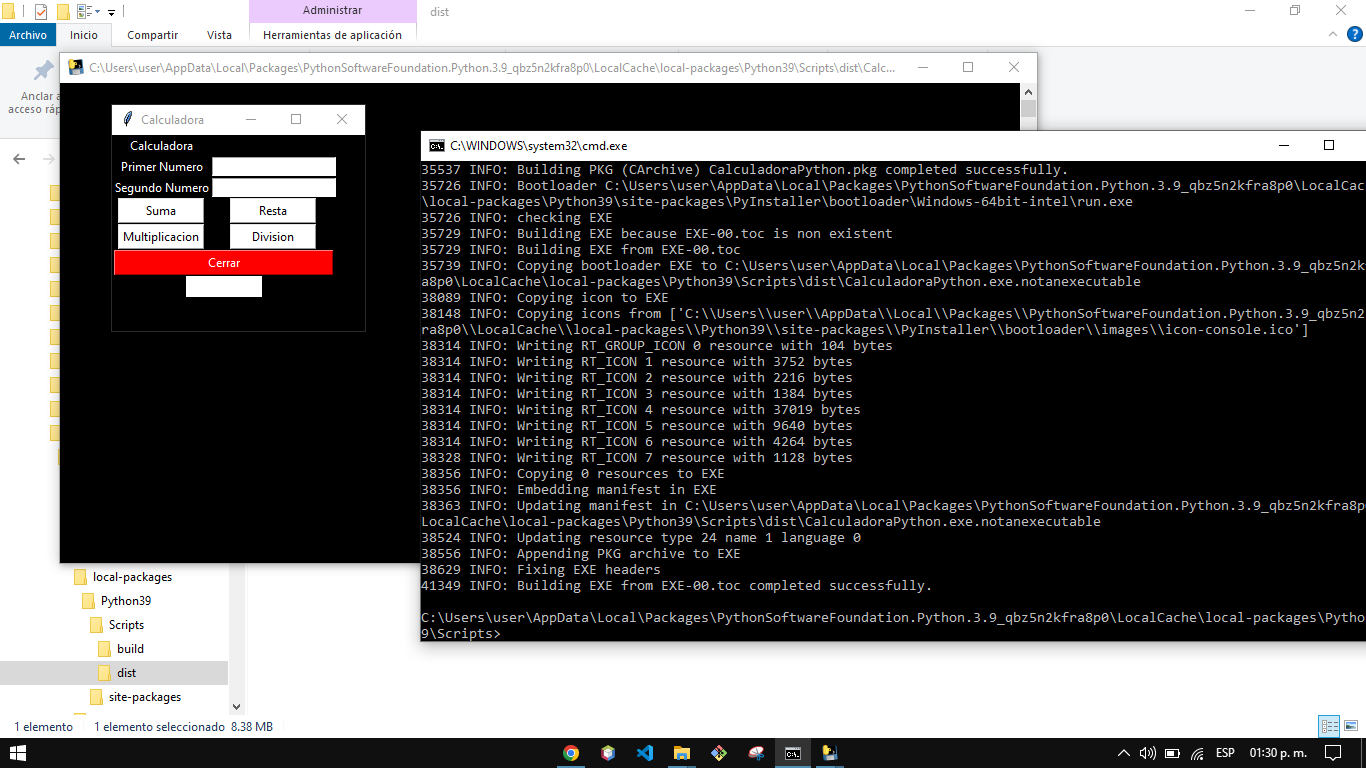 Administrar
dist
Archivo
Inicio
Compartir
Vista
Herramientas de aplicación
Anclar a
acceso ráp
C:\Users\user\AppData\Local\Packages\PythonSoftwareFoundation.Python.3.9_qbz5n2kfra8p0\LocalCache\local-packages\Python39\Scripts\dist\Calc...
Calculadora
Calculadora
Primer Numero
Segundo Numero
Suma
Resta
Multiplicacion
Division
Cerrar
C:\WINDOWS\system32\cmd.exe
35537 INFO: Building PKG (CArchive) CalculadoraPython.pkg completed successfully.
35726 INFO: Bootloader C:\Users\user\AppData\Local\Packages\PythonSoftwareFoundation.Python.3.9_qbz5n2kfra8p0\LocalCac
\local-packages\Python39\site-packages\PyInstaller\bootloader\Windows-64bit-intel\run.exe
35726 INFO: checking EXE
35729 INFO: Building EXE because EXE-00.toc is non existent
35729 INFO: Building EXE from EXE-00.toc
35739 INFO: Copying bootloader EXE to C:\Users\user\AppData\Local\Packages\PythonSoftwareFoundation.Python.3.9_qbz5n2kf
a8p0\LocalCache\local-packages\Python39\Scripts\dist\CalculadoraPython.exe.notanexecutable
38089 INFO: Copying icon to EXE
38148 INFO: Copying icons from ['C:\\Users\\user\\AppData\\Local\\Packages\\PythonSoftwareFoundation.Python.3.9_qbz5n2
ra8p0\\LocalCache\\local-packages\\Python39\\site-packages\\PyInstaller\\bootloader\\images\\icon-console.ico']
38314 INFO: Writing RT_GROUP_ICON 0 resource with 104 bytes
38314 INFO: Writing RT_ICON 1 resource with 3752 bytes
38314 INFO: Writing RT_ICON 2 resource with 2216 bytes
38314 INFO: Writing RT_ICON 3 resource with 1384 bytes
38314 INFO: Writing RT_ICON 4 resource with 37019 bytes
38314 INFO: Writing RT_ICON 5 resource with 9640 bytes
38314 INFO: Writing RT_ICON 6 resource with 4264 bytes
38328 INFO: Writing RT_ICON 7 resource with 1128 bytes
38356 INFO: Copying 0 resources to EXE
38356 INFO: Embedding manifest in EXE
38363 INFO: Updating manifest in C:\Users\user\AppData\Local\Packages\PythonSoftwareFoundation.Python.3.9_qbz5n2kfra8p0
LocalCache\local-packages\Python39\Scripts\dist\CalculadoraPython.exe.notanexecutable
38524 INFO: Updating resource type 24 name 1 language 0
38556 INFO: Appending PKG archive to EXE
38629 INFO: Fixing EXE headers
41349 INFO: Building EXE from EXE-00.toc completed successfully.
C:\Users\user\AppData\Local\Packages\PythonSoftwareFoundation.Python.3.9_qbz5n2kfra8p0\LocalCache\local-packages\Pytho
9\Scripts>
local-packages
Python39
Scripts
build
dist
site-packages
1 elemento
1 elemento seleccionado 8.38 MB
ESP
01:30 p. m.